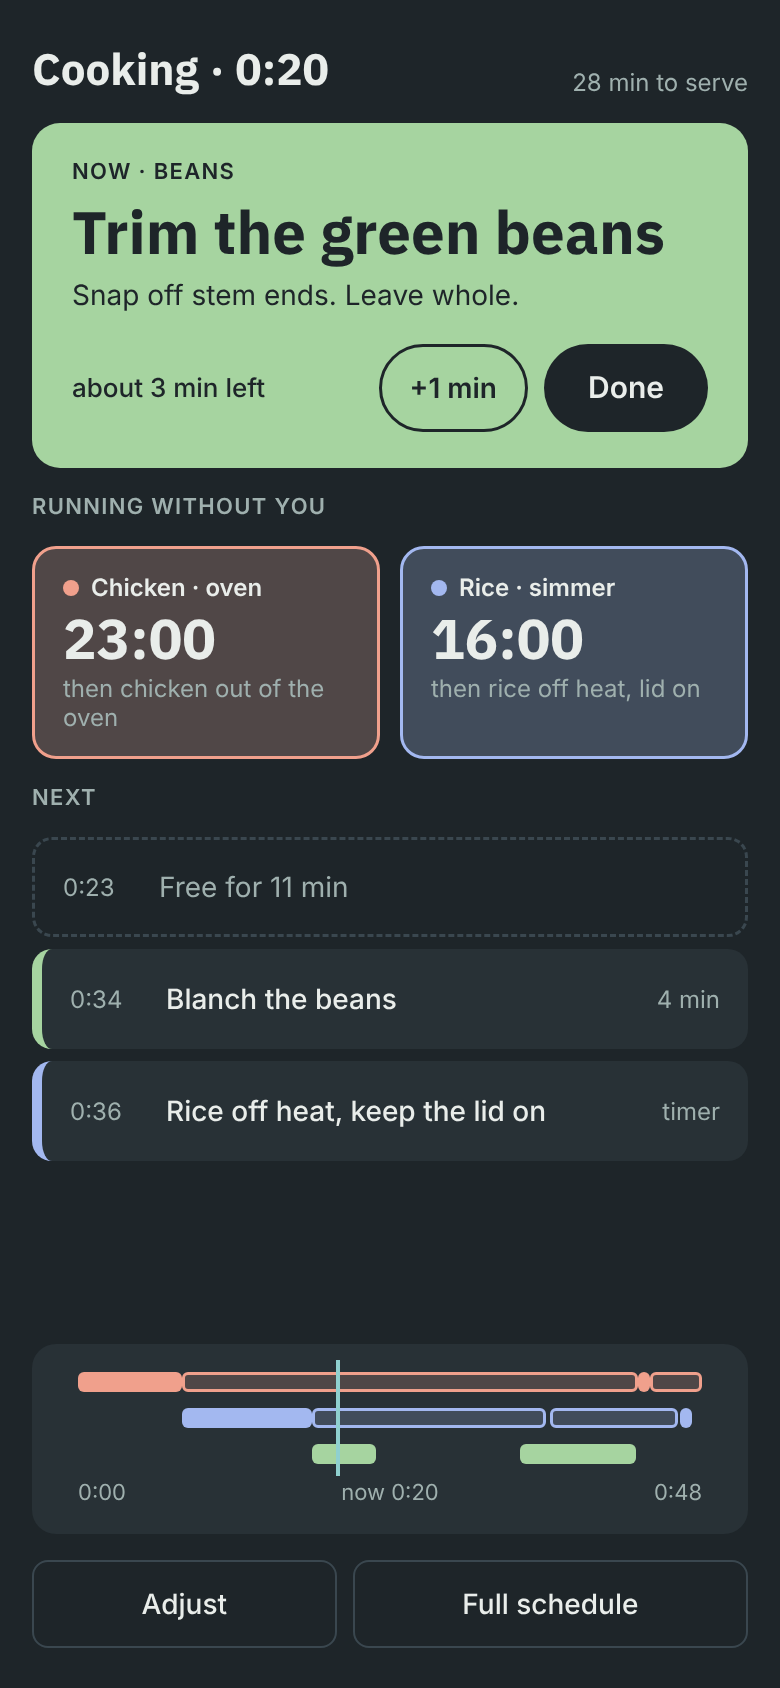 Cooking · 0:20
28 min to serve
NOW · BEANS
Trim the green beans
Snap off stem ends. Leave whole.
about 3 min left
+1 min
Done
RUNNING WITHOUT YOU
Chicken · oven
23:00
then chicken out of the
oven
Rice · simmer
16:00
then rice off heat, lid on
NEXT
0:23 Free for 11 min
0:34 Blanch the beans 4 min
0:36 Rice off heat, keep the lid on timer
0:00 now 0:20 0:48
Adjust
Full schedule